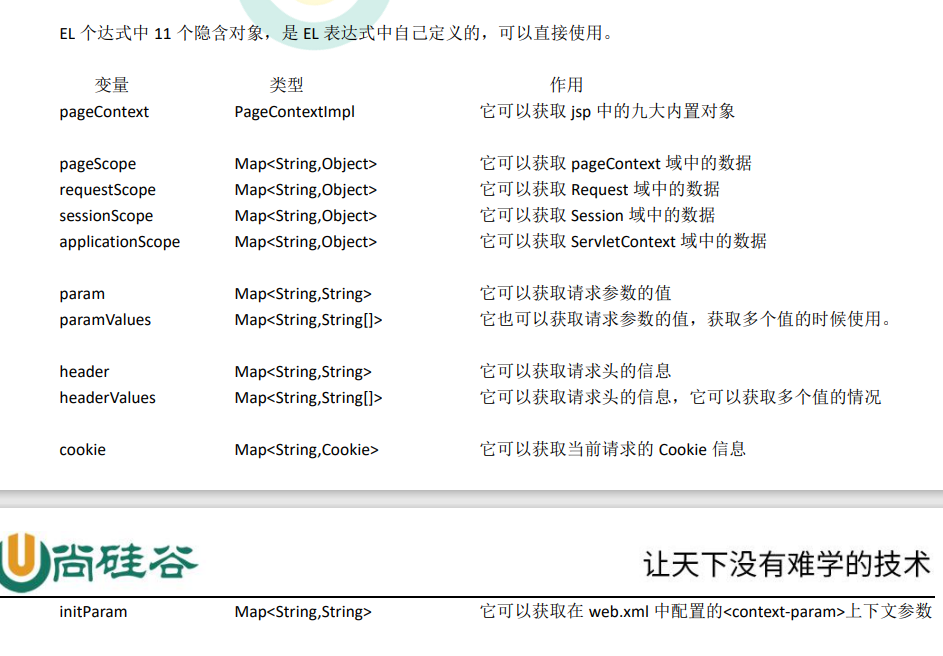 EL 个达式中 11 个隐含对象，是 EL 表达式中自己定义的，可以直接使用。
变量 类型 作用
pageContext PageContextImpl 它可以获取 jsp 中的九大内置对象
pageScope Map<String,Object> 它可以获取 pageContext 域中的数据
requestScope Map<String,Object> 它可以获取 Request 域中的数据
sessionScope Map<String,Object> 它可以获取 Session 域中的数据
applicationScope Map<String,Object> 它可以获取 ServletContext 域中的数据
param Map<String,String> 它可以获取请求参数的值
paramValues Map<String,String[]> 它也可以获取请求参数的值，获取多个值的时候使用。
header Map<String,String> 它可以获取请求头的信息
headerValues Map<String,String[]> 它可以获取请求头的信息，它可以获取多个值的情况
cookie Map<String,Cookie> 它可以获取当前请求的 Cookie 信息
尚硅谷 让天下没有难学的技术
initParam Map<String,String> 它可以获取在 web.xml 中配置的<context-param>上下文参数